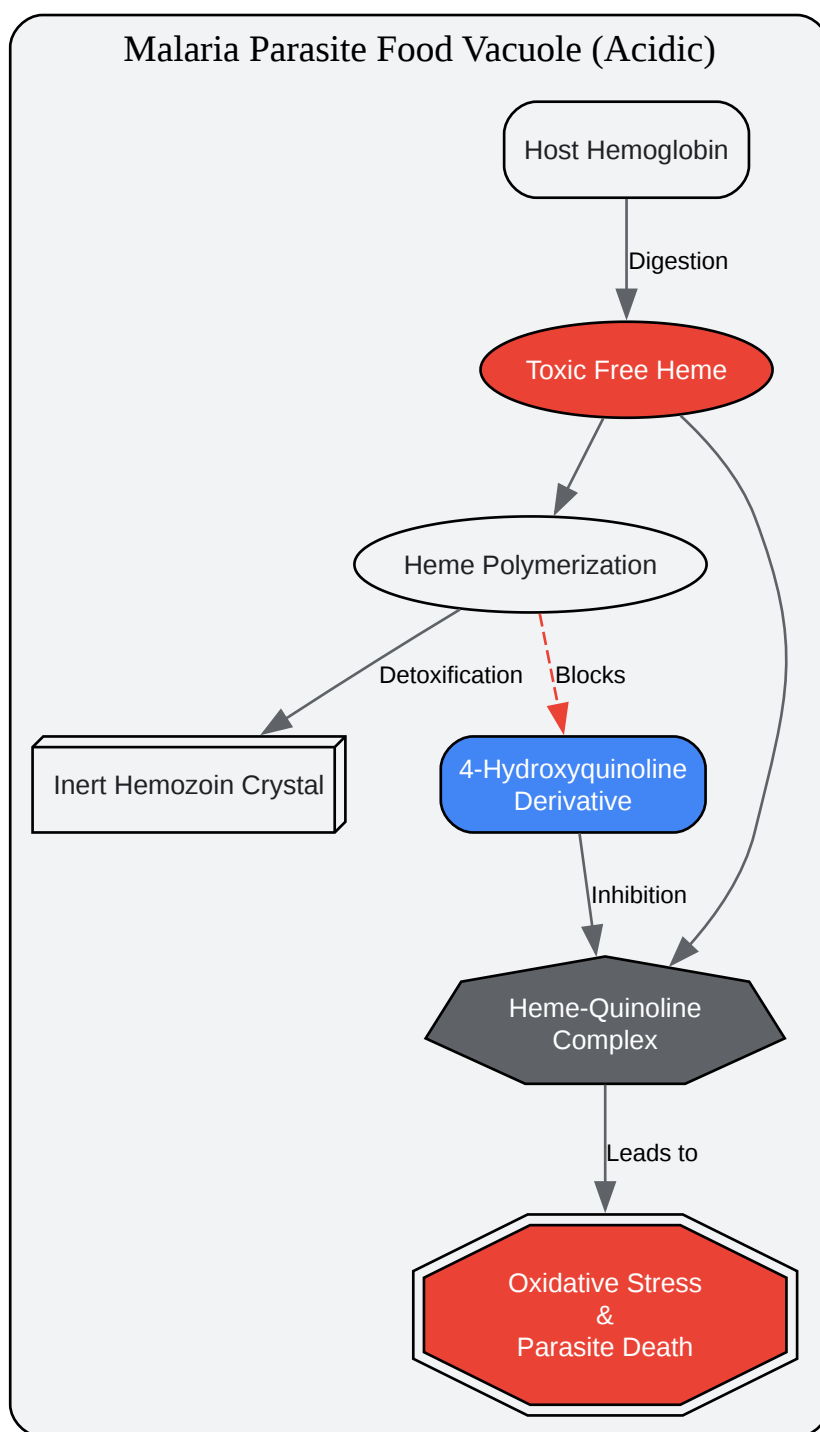 Malaria Parasite Food Vacuole (Acidic)
Host Hemoglobin
Digestion
Toxic Free Heme
Heme Polymerization
Detoxification
Blocks
Inert Hemozoin Crystal
4-Hydroxyquinoline
Derivative
Inhibition
Heme-Quinoline
Complex
Leads to
Oxidative Stress
&
Parasite Death